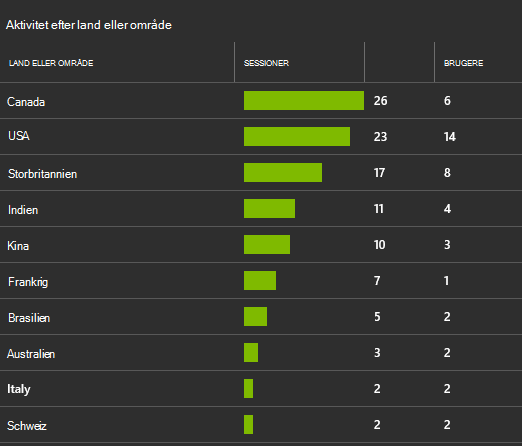 Aktivitet efter land eller område
LAND ELLER OMRÅDE SESSIONER BRUGERE
Canada 26 6
USA 23 14
Storbritannien 17 8
Indien 11 4
Kina 10 3
Frankrig 7 1
Brasilien 5 2
Australien 3 2
Italy 2 2
Schweiz 2 2